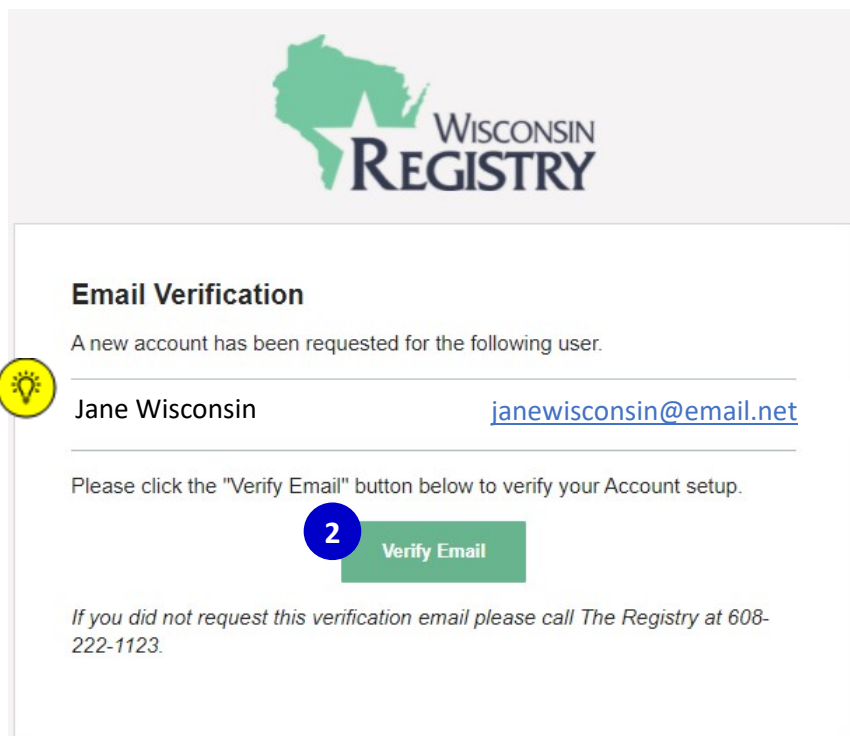 WISCONSIN
REGISTRY
Email Verification
A new account has been requested for the following user.
Jane Wisconsin janewisconsin@email.net
Please click the "Verify Email" button below to verify your Account setup.
2
Verify Email
If you did not request this verification email please call The Registry at 608-
222-1123.